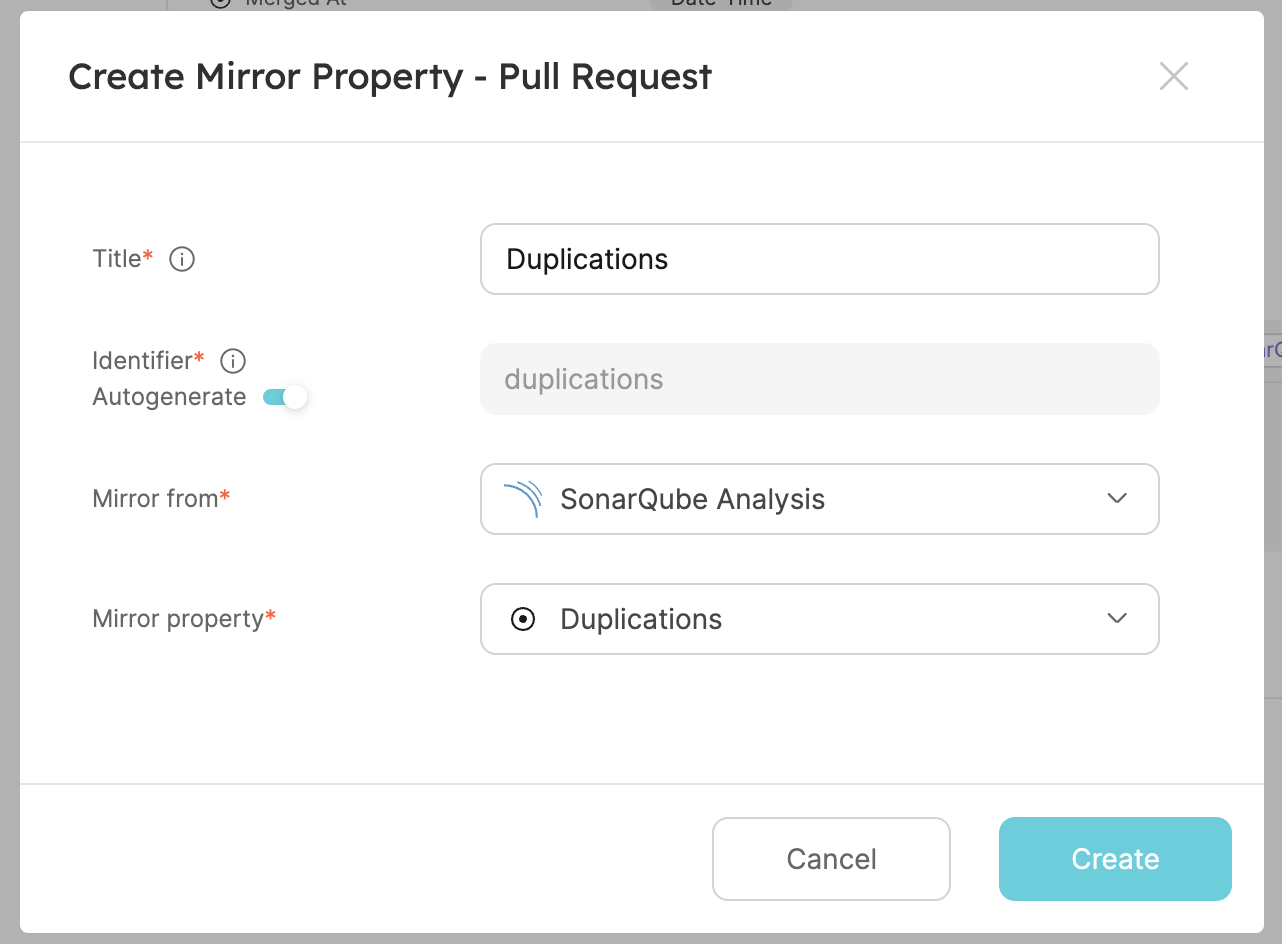 Merged At
Date-Time
Create Mirror Property - Pull Request
Title*
Duplications
Identifier*
Autogenerate
duplications
Mirror from*
SonarQube Analysis
Mirror property*
Duplications
Cancel
Create